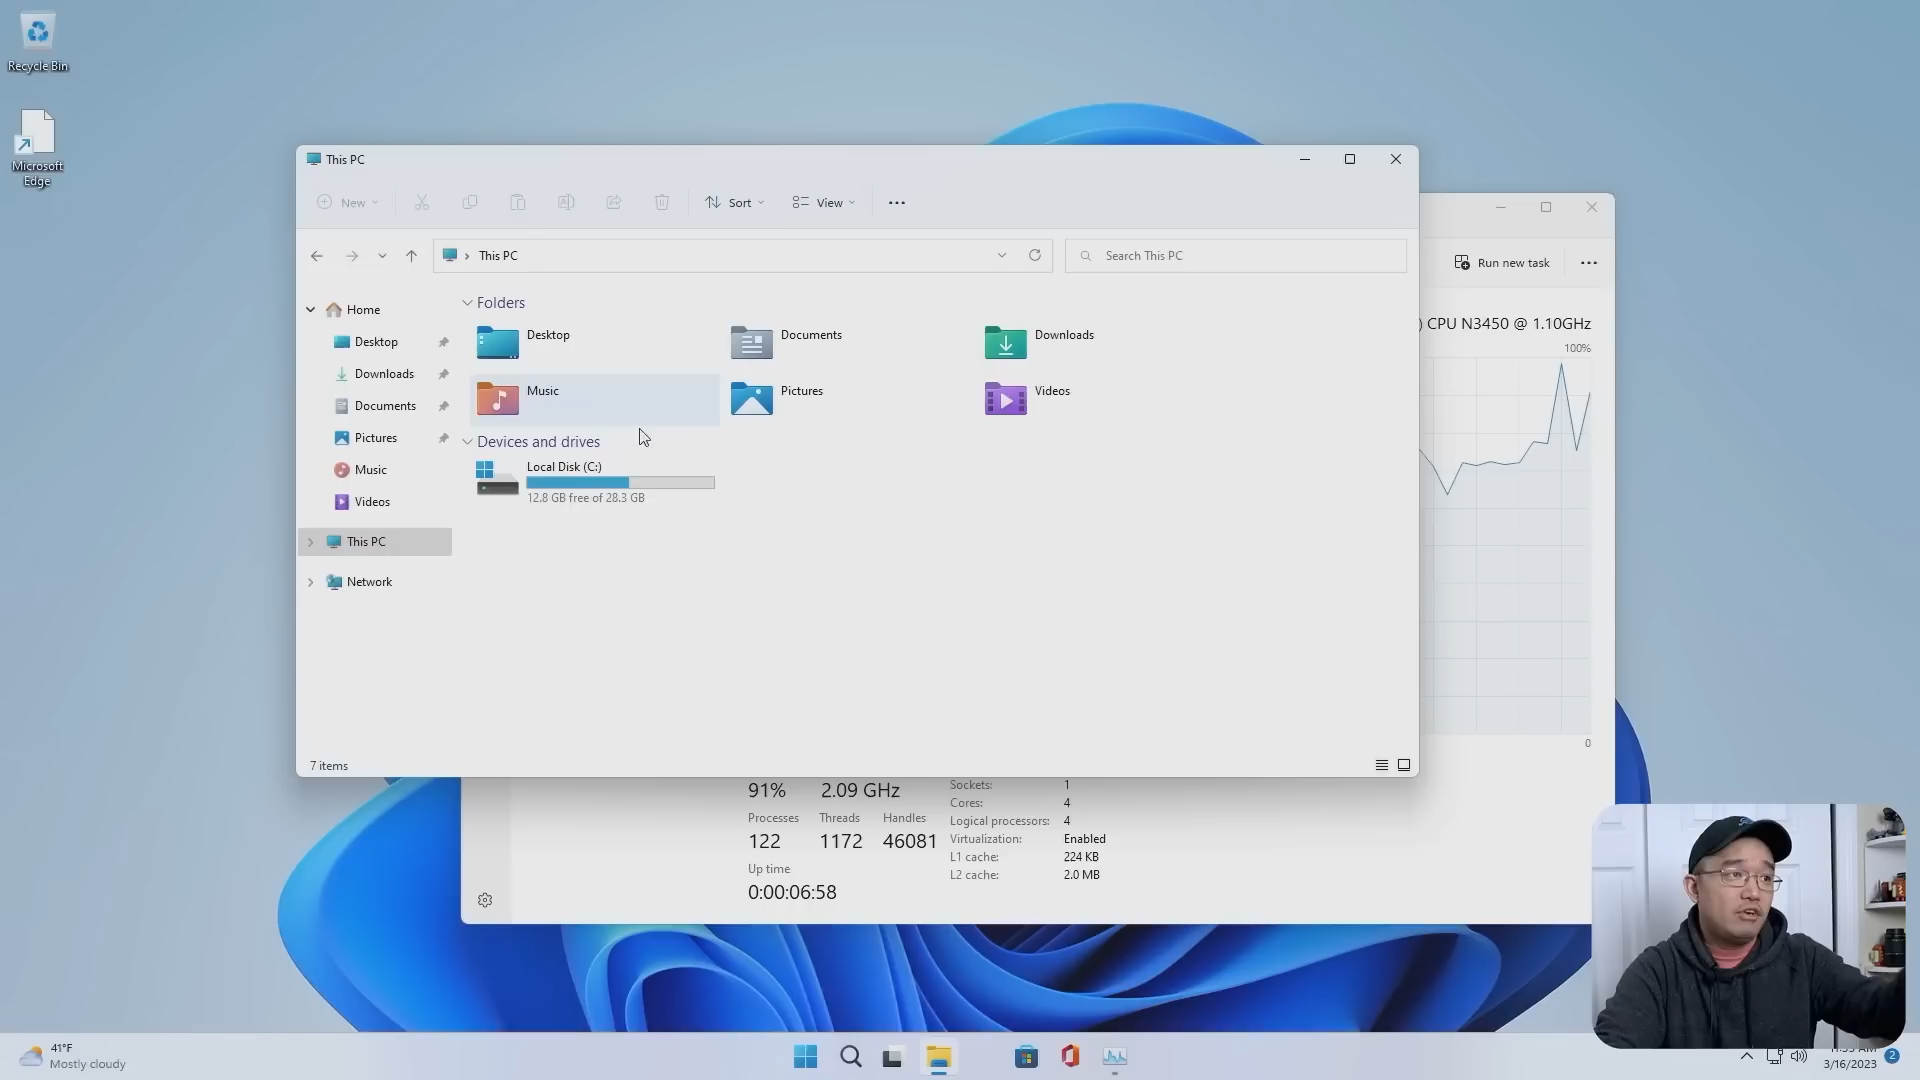 Recycle Bin
Microsoft
Edge
This PC
New
Sort
View
This PC
Search This PC
Run new task
Home
Desktop
Downloads
Documents
Pictures
Music
Videos
This PC
Network
Folders
Desktop
Documents
Downloads
Music
Pictures
Videos
Devices and drives
Local Disk (C:)
12.8 GB free of 28.3 GB
7 items
) CPU N3450 @ 1.10GHz
100%
0
91% 2.09 GHz
Processes Threads Handles
122 1172 46081
Up time
0:00:06:58
Sockets: 1
Cores: 4
Logical processors: 4
Virtualization: Enabled
L1 cache: 224 KB
L2 cache: 2.0 MB
41°F
Mostly cloudy
3/16/2023
2